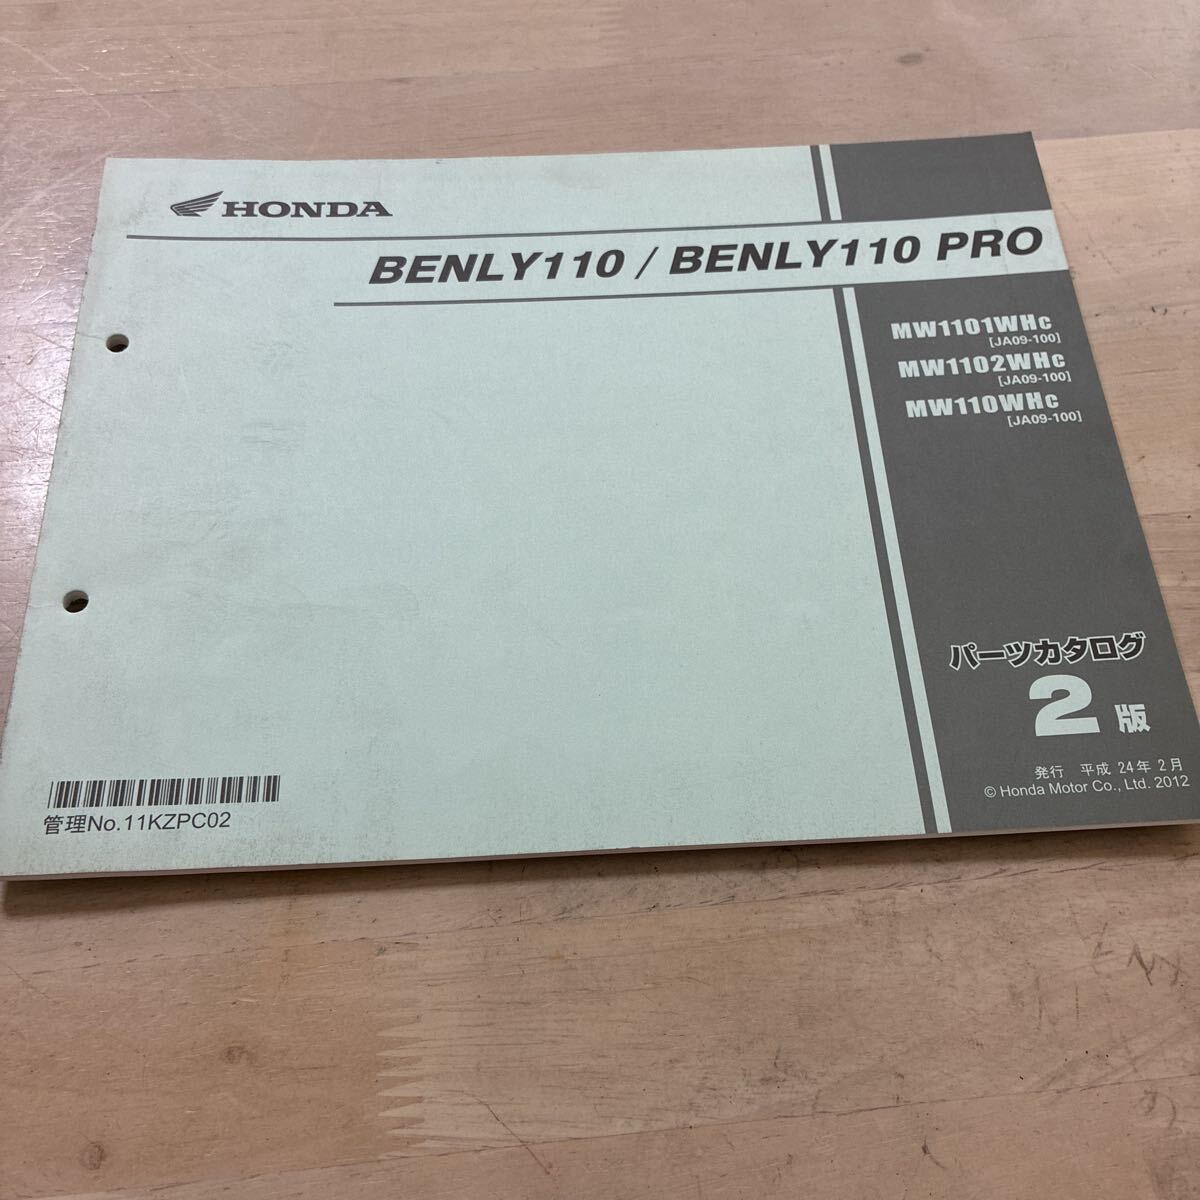 HONDA
BENLY110 / BENLY110 PRO
MW1101WHC
[JA09-100]
MW1102WHC
[JA09-100]
MW110WHC
[JA09-100]
パーツカタログ
2版
発行 平成 24年 2月
© Honda Motor Co., Ltd. 2012
管理No.11KZPC02